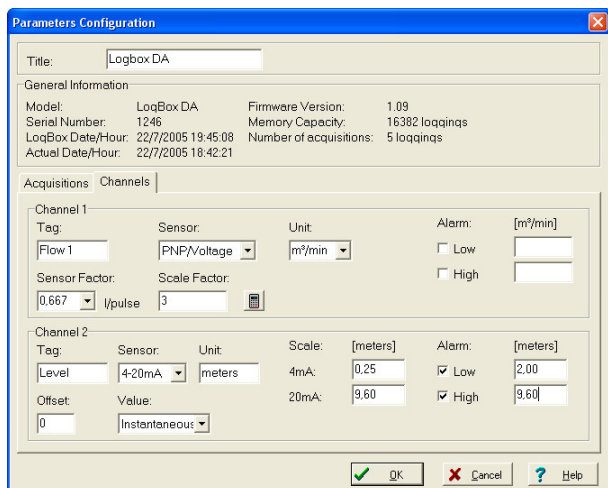 Parameters Configuration
Title: Logbox DA
General Information
Model: LogBox DA Firmware Version: 1.09
Serial Number: 1246 Memory Capacity: 16382 loggings
LogBox Date/Hour: 22/7/2005 19:45:08 Number of acquisitions: 5 loggings
Actual Date/Hour: 22/7/2005 18:42:21
Acquisitions Channels
Channel 1
Tag: Sensor: Unit: Alarm: [m³/min]
Flow 1 PNP/Voltage m³/min Low
High
Sensor Factor: Scale Factor:
0,667 l/pulse 3
Channel 2
Tag: Sensor: Unit: Scale: [meters] Alarm: [meters]
Level 4-20mA meters 4mA: 0,25 Low 2,00
Offset: Value: 20mA: 9,60 High 9,60
0 Instantaneous
OK Cancel Help